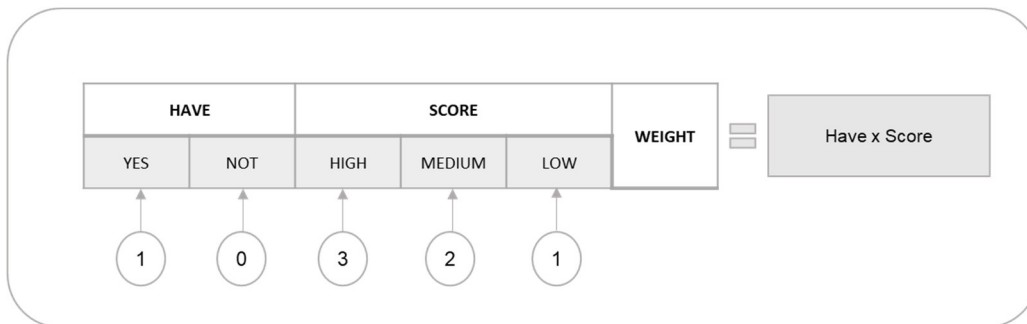 HAVE SCORE WEIGHT Have x Score
YES NOT HIGH MEDIUM LOW
1 0 3 2 1